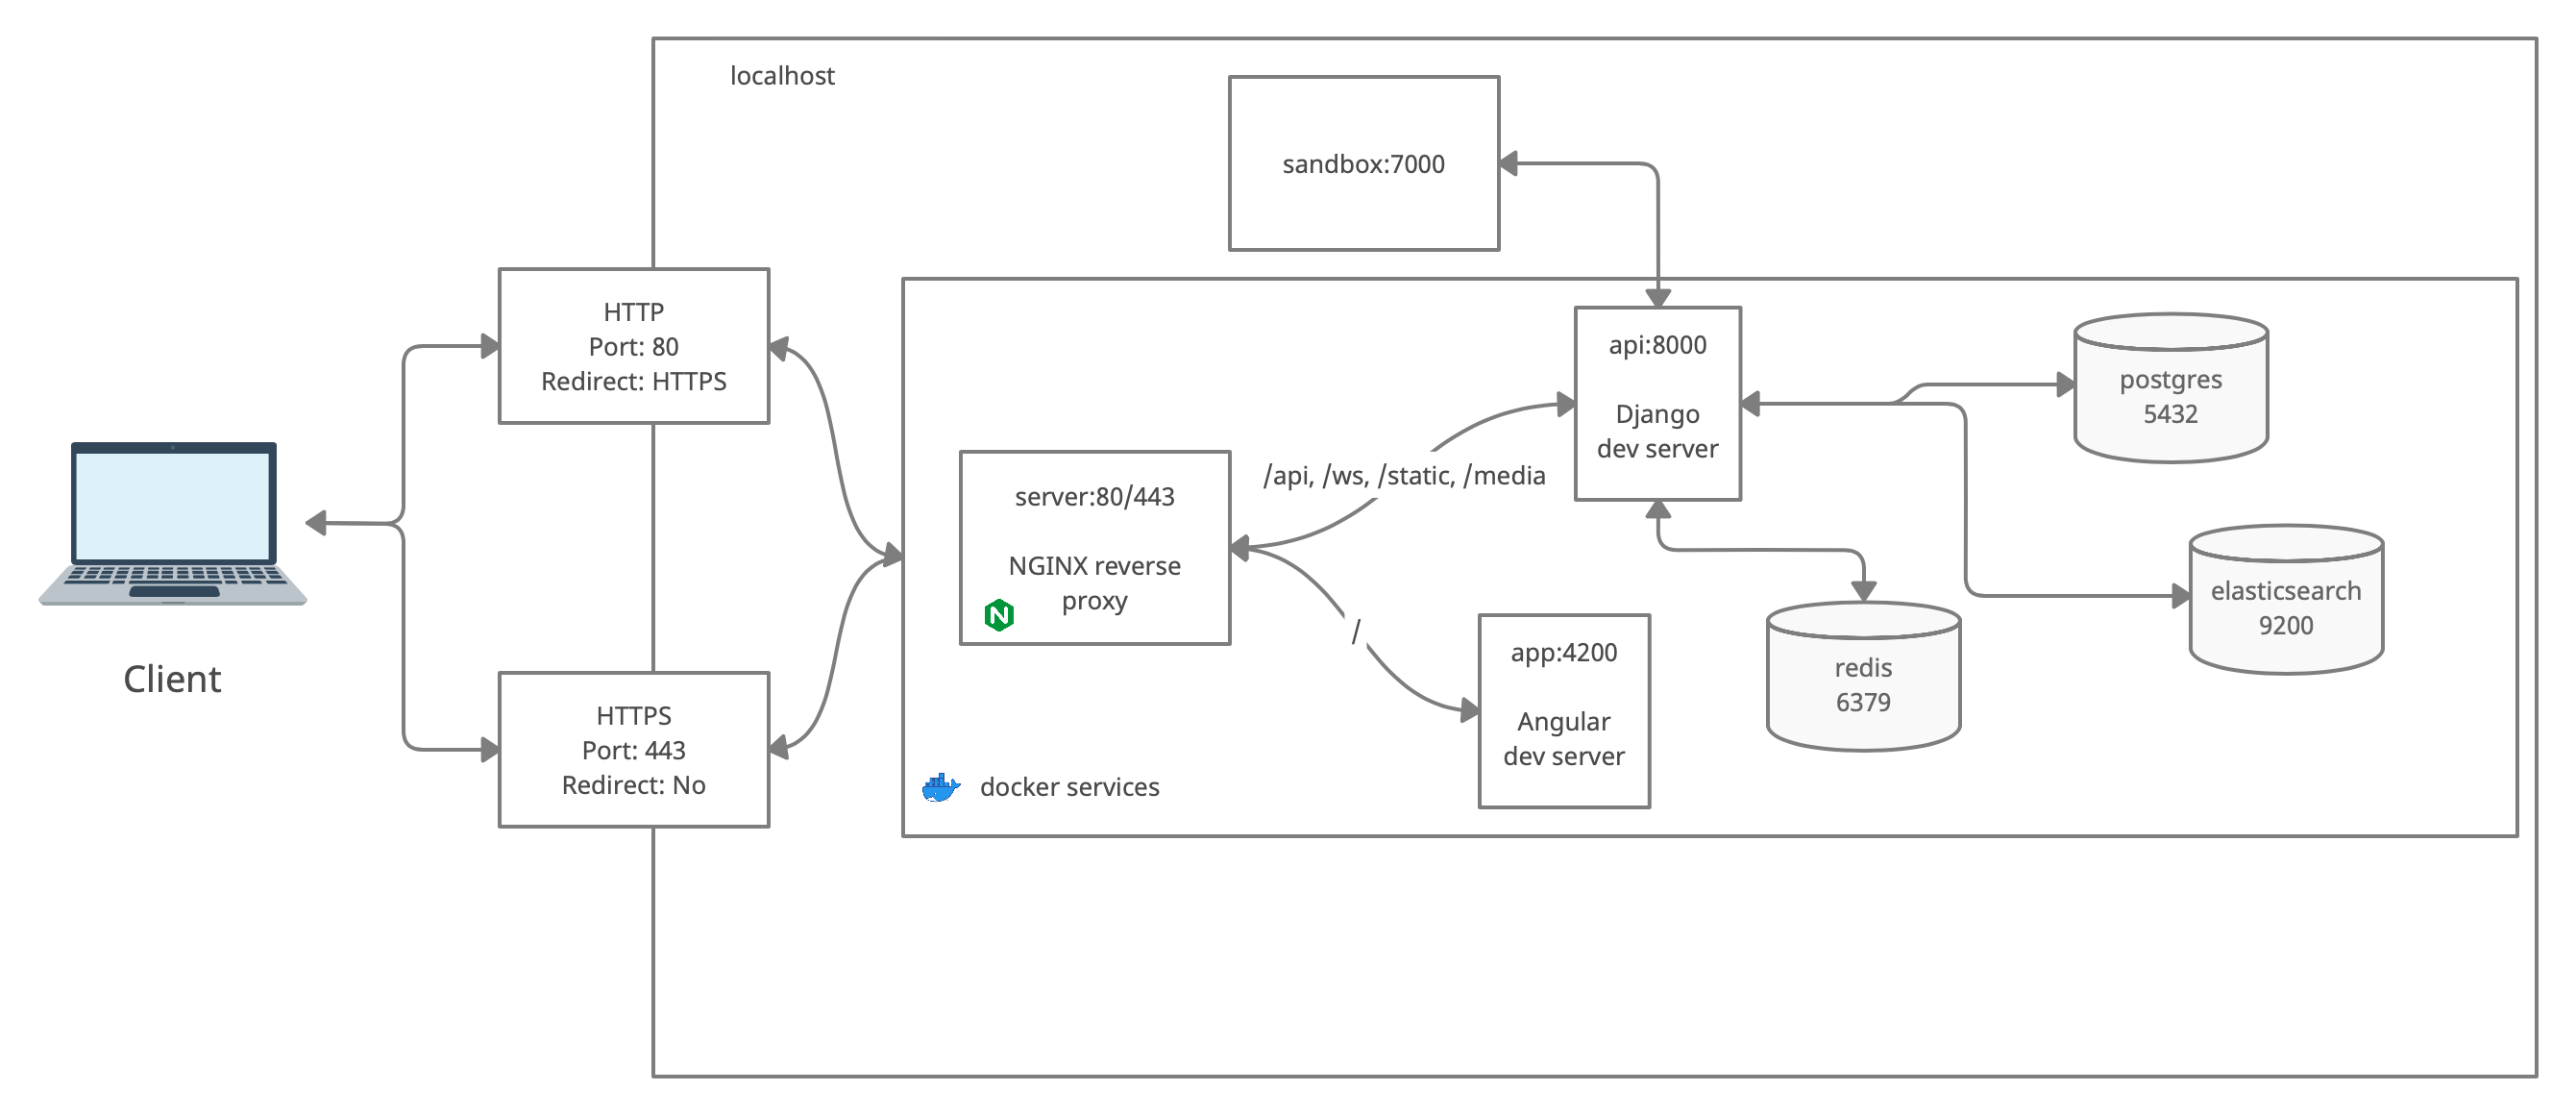 localhost
sandbox:7000
HTTP
Port: 80
Redirect: HTTPS
Client
HTTPS
Port: 443
Redirect: No
server:80/443
NGINX reverse
proxy
N
/api, /ws, /static, /media
/
api:8000
Django
dev server
app:4200
Angular
dev server
postgres
5432
elasticsearch
9200
redis
6379
docker services